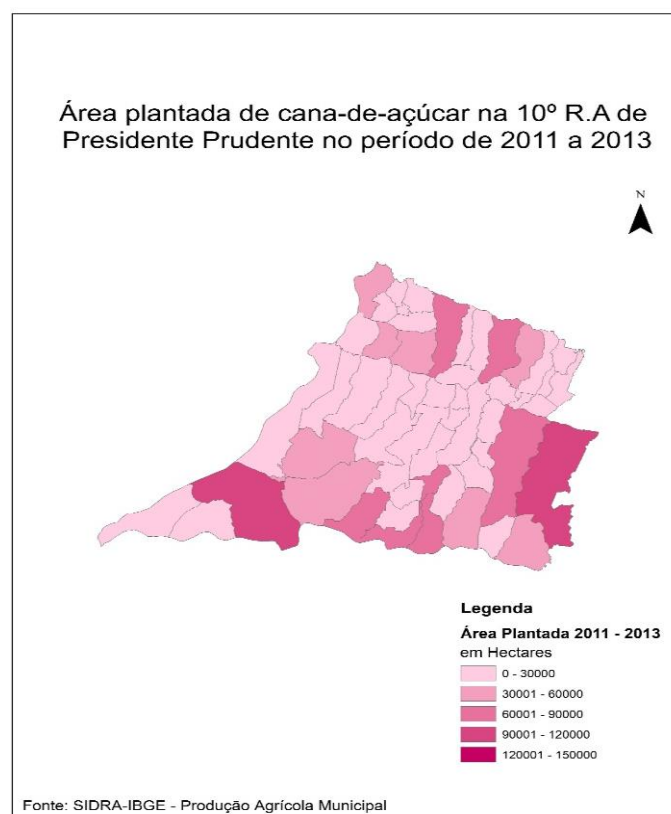 Área plantada de cana-de-açúcar na 10º R.A de
Presidente Prudente no período de 2011 a 2013
N
Legenda
Área Plantada 2011 - 2013
em Hectares
0 - 30000
30001 - 60000
60001 - 90000
90001 - 120000
120001 - 150000
Fonte: SIDRA-IBGE - Produção Agrícola Municipal